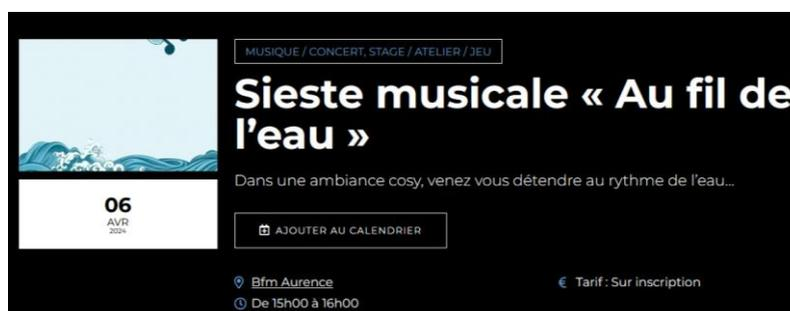 MUSIQUE / CONCERT, STAGE / ATELIER / JEU
Sieste musicale « Au fil de
l’eau »
Dans une ambiance cosy, venez vous détendre au rythme de l’eau...
06
AVR
2024
AJOUTER AU CALENDRIER
Bfm Aurence
€ Tarif : Sur inscription
De 15h00 à 16h00